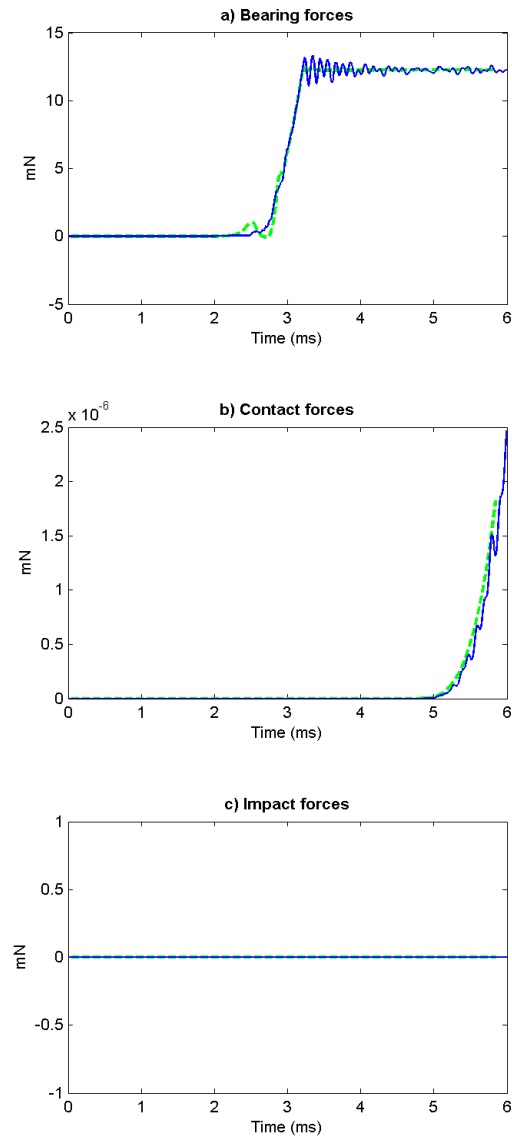 a) Bearing forces
15
10
5
0
-5
mN
0 1 2 3 4 5 6
Time (ms)
b) Contact forces
x 10-6
2.5
2
1.5
1
0.5
0
mN
0 1 2 3 4 5 6
Time (ms)
c) Impact forces
1
0.5
0
-0.5
-1
mN
0 1 2 3 4 5 6
Time (ms)